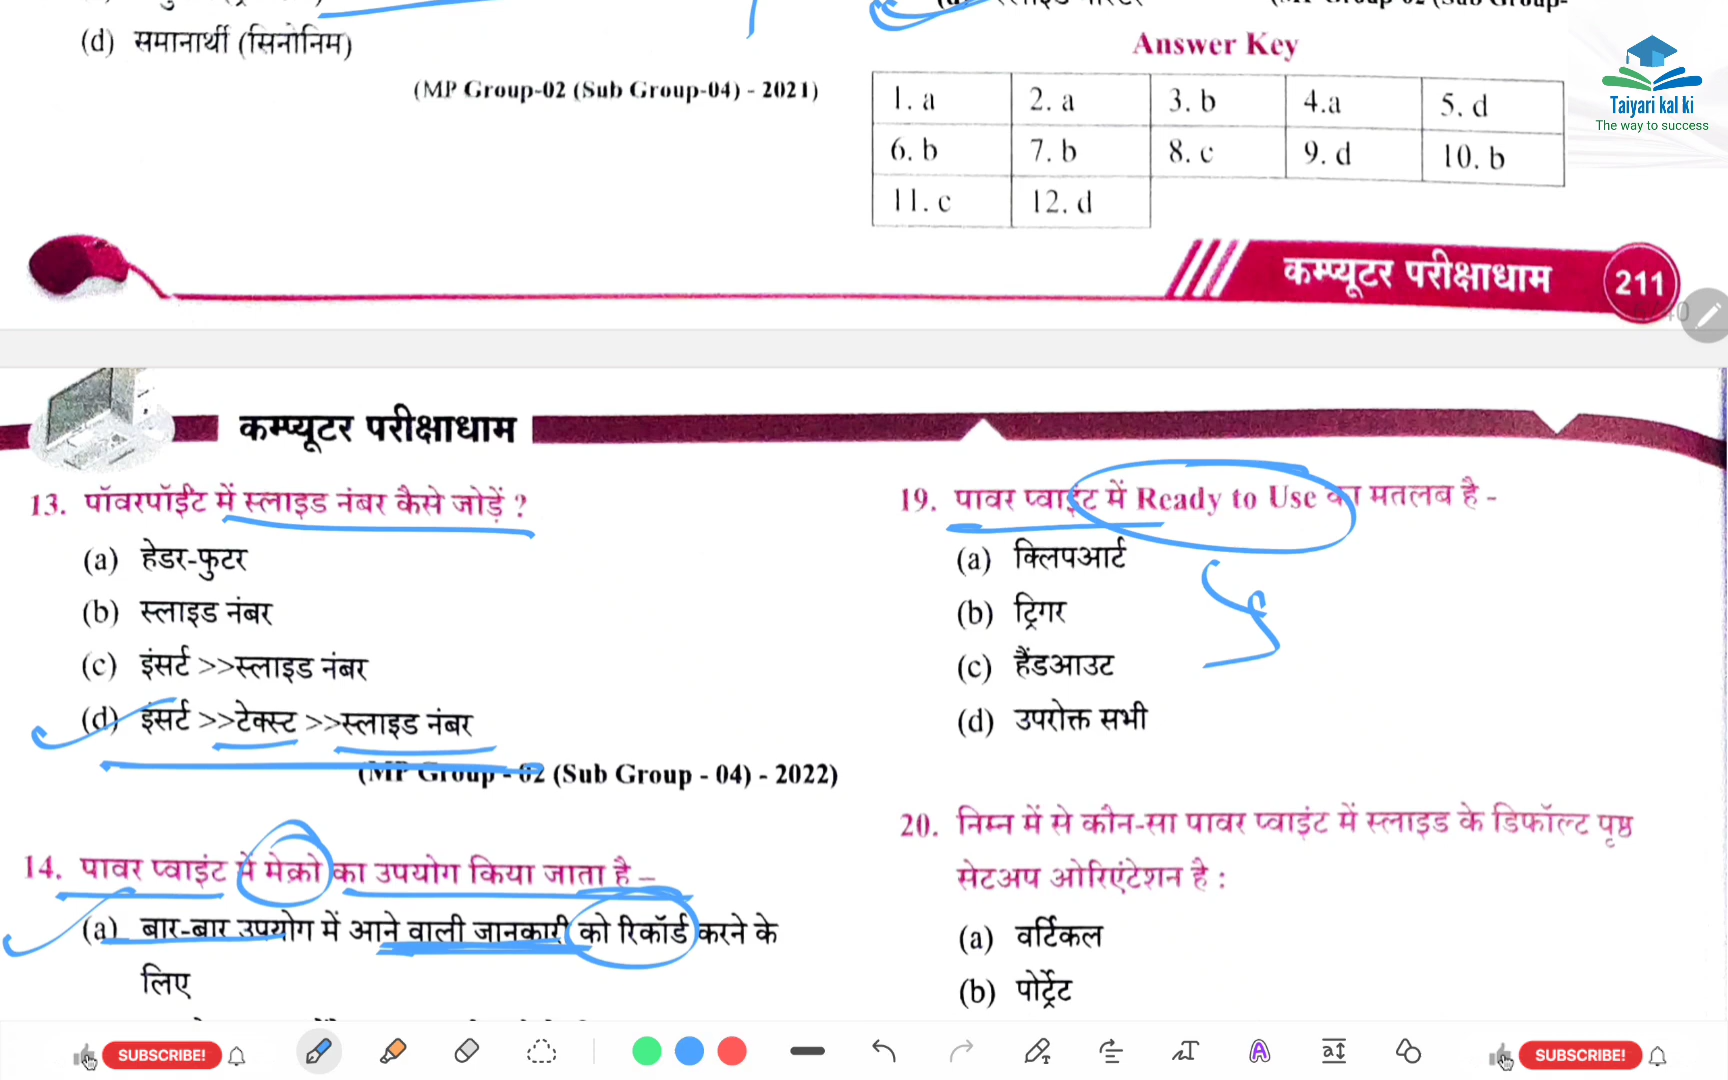 (d) समानार्थी (सिनोनिम)
(MP Group-02 (Sub Group-04) - 2021)
Answer Key
1. a 2. a 3. b 4.a 5. d
6. b 7. b 8. c 9. d 10. b
11. c 12. d
Taiyari kal ki
The way to success
कम्प्यूटर परीक्षाधाम 211
कम्प्यूटर परीक्षाधाम
13. पॉवरपॉईंट में स्लाइड नंबर कैसे जोड़ें ?
(a) हेडर-फुटर
(b) स्लाइड नंबर
(c) इंसर्ट >>स्लाइड नंबर
(d) इंसर्ट >>टेक्स्ट >>स्लाइड नंबर
(MP Group - 02 (Sub Group - 04) - 2022)
14. पावर प्वाइंट मे मेक्रो का उपयोग किया जाता है –
(a) बार-बार उपयोग में आने वाली जानकारी को रिकॉर्ड करने के
लिए
19. पावर प्वाइंट में Ready to Use का मतलब है -
(a) क्लिपआर्ट
(b) ट्रिगर
(c) हैंडआउट
(d) उपरोक्त सभी
20. निम्न में से कौन-सा पावर प्वाइंट में स्लाइड के डिफॉल्ट पृष्ठ
सेटअप ओरिएंटेशन है :
(a) वर्टिकल
(b) पोर्ट्रेट
SUBSCRIBE!
SUBSCRIBE!